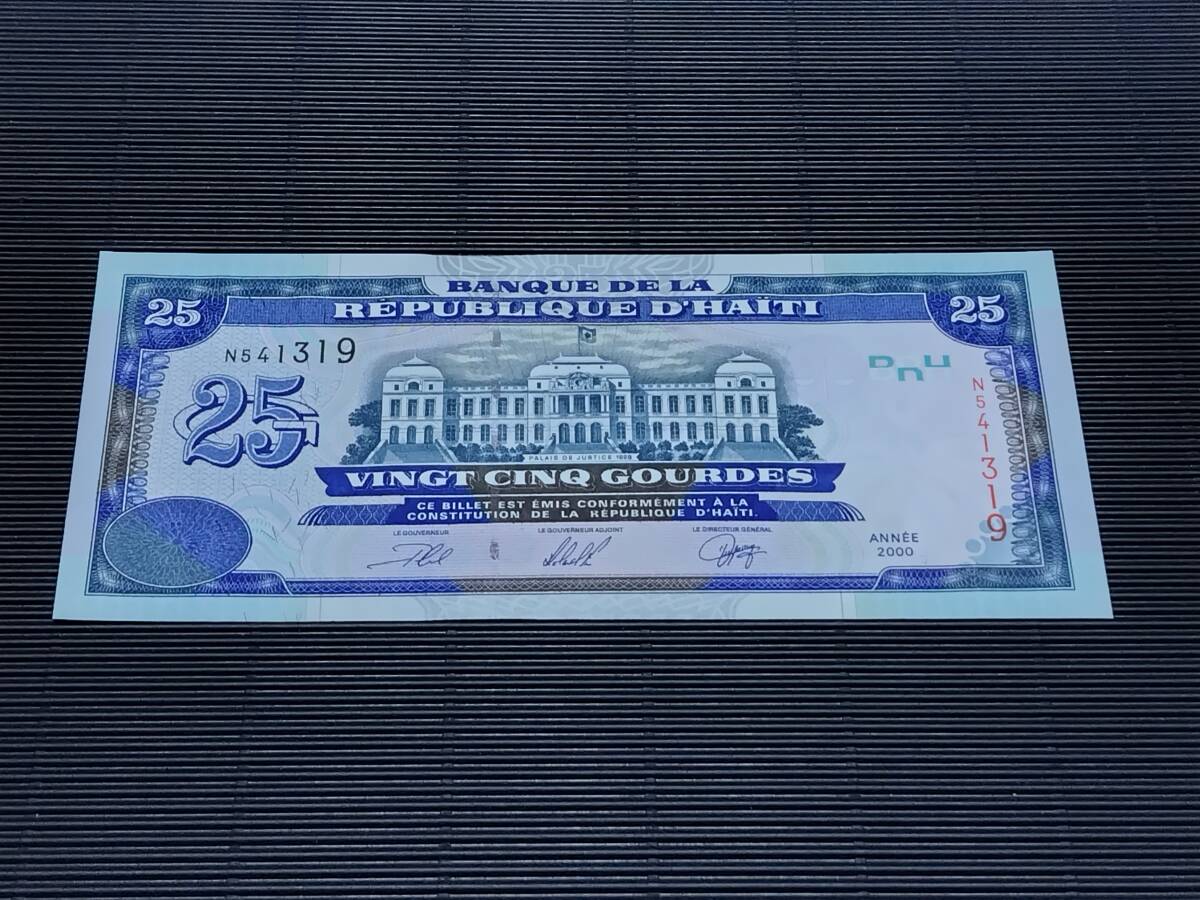 BANQUE DE LA
25 RÉPUBLIQUE D'HAÏTI 25
N541319
25
N541319
PALAIS DE JUSTICE
VINGT CINQ GOURDES
CE BILLET EST ÉMIS CONFORMÉMENT À LA
CONSTITUTION DE LA RÉPUBLIQUE D'HAÏTI.
LE GOUVERNEUR LE GOUVERNEUR ADJOINT LE DIRECTEUR GÉNÉRAL
ANNÉE
2000